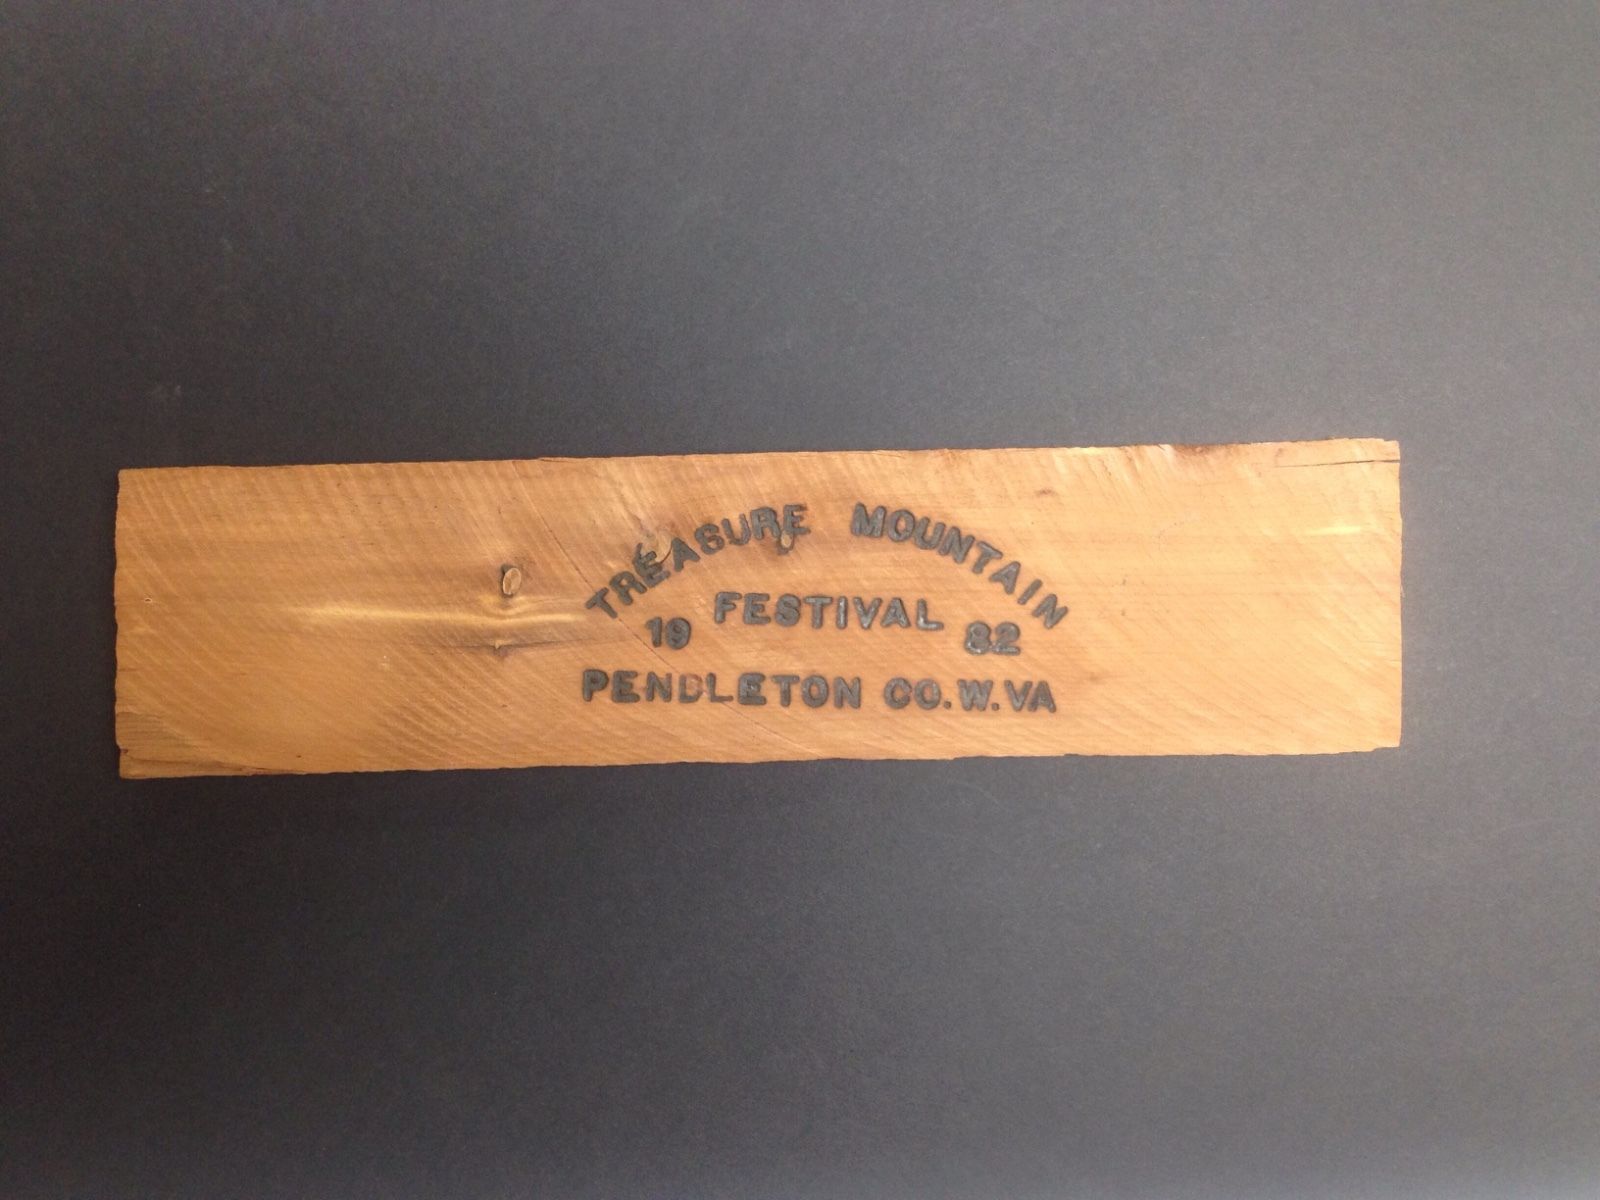 TREASURE MOUNTAIN
FESTIVAL
19 82
PENDLETON CO.W.VA